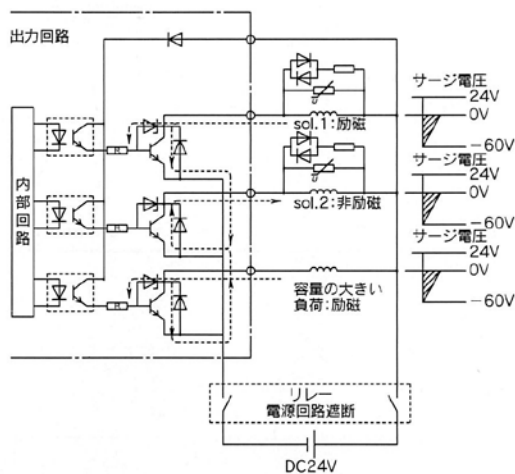 出力回路
内部回路
R
R
R
sol.1:励磁
sol.2:非励磁
容量の大きい
負荷:励磁
サージ電圧
24V
0V
−60V
サージ電圧
24V
0V
−60V
サージ電圧
24V
0V
−60V
リレー
電源回路遮断
DC24V